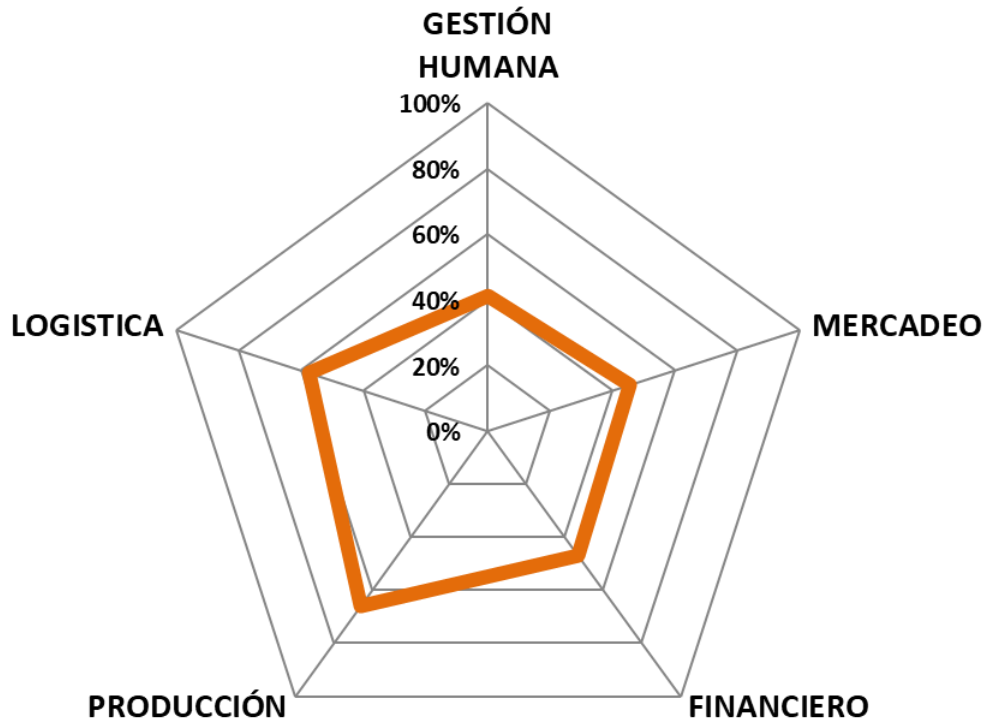 GESTIÓN
HUMANA
100%
80%
60%
40%
20%
0%
LOGISTICA
MERCADEO
PRODUCCIÓN
FINANCIERO